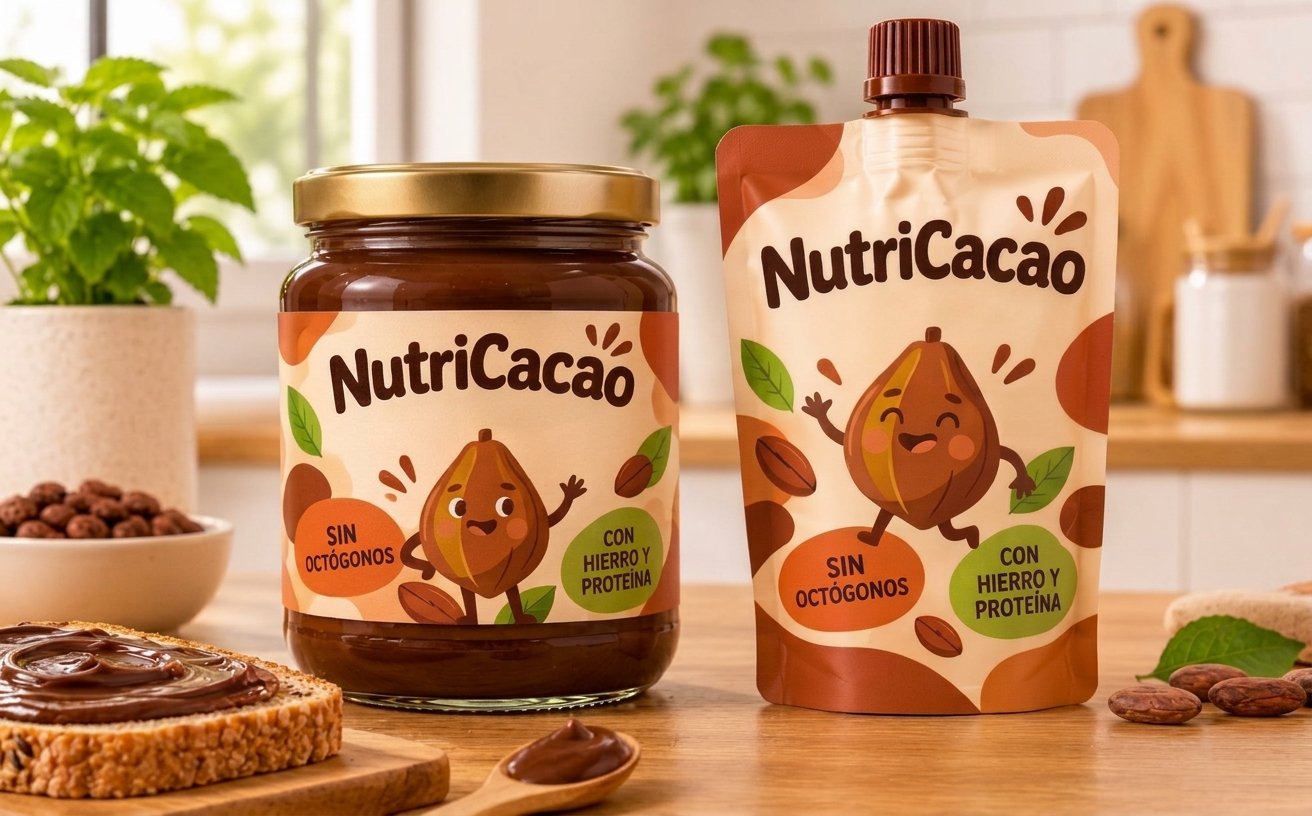 NutriCacao
SIN
OCTÓGONOS
CON
HIERRO Y
PROTEÍNA
NutriCacao
SIN
OCTÓGONOS
CON
HIERRO Y
PROTEÍNA